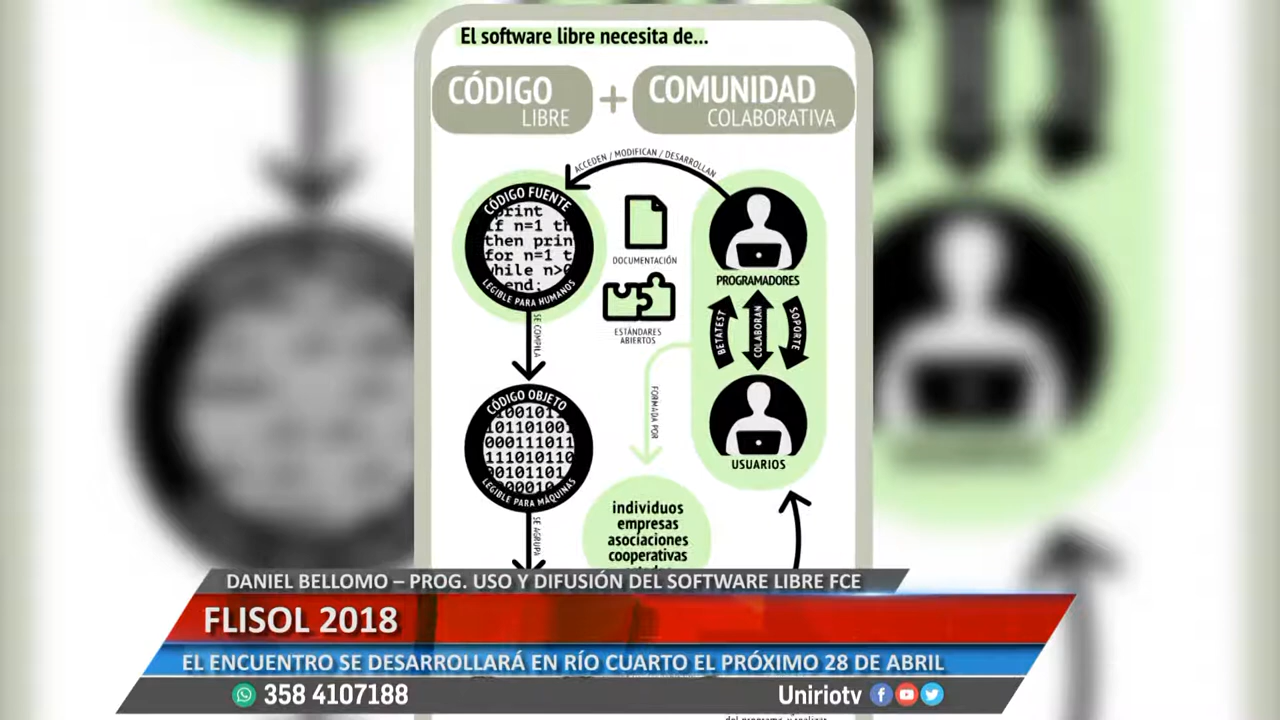 El software libre necesita de...
CÓDIGO
LIBRE
+
COMUNIDAD
COLABORATIVA
ACCEDEN / MODIFICAN / DESARROLLAN
CÓDIGO FUENTE
print
if n=1 th
then prin
for n=1 t
while n>0
end;
LEGIBLE PARA HUMANOS
DOCUMENTACIÓN
ESTÁNDARES
ABIERTOS
PROGRAMADORES
BETATEST
COLABORAN
SOPORTE
SE COMPILA
FORMADA POR
CÓDIGO OBJETO
10110100
000111011
111010110
00101101
LEGIBLE PARA MÁQUINAS
USUARIOS
SE AGRUPA
individuos
empresas
asociaciones
cooperativas
DANIEL BELLOMO – PROG. USO Y DIFUSIÓN DEL SOFTWARE LIBRE FCE
FLISOL 2018
EL ENCUENTRO SE DESARROLLARÁ EN RÍO CUARTO EL PRÓXIMO 28 DE ABRIL
358 4107188
Uniriotv